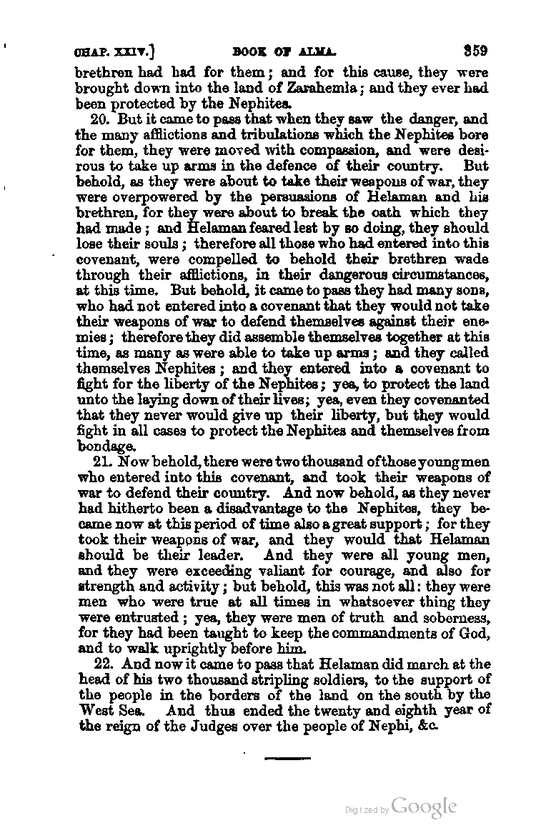 CHAP. XXIV.] BOOK OF ALMA. 359
brethren had had for them; and for this cause, they were
brought down into the land of Zarahemla; and they ever had
been protected by the Nephites.
20. But it came to pass that when they saw the danger, and
the many afflictions and tribulations which the Nephites bore
for them, they were moved with compassion, and were desi-
rous to take up arms in the defence of their country. But
behold, as they were about to take their weapons of war, they
were overpowered by the persuasions of Helaman and his
brethren, for they were about to break the oath which they
had made; and Helaman feared lest by so doing, they should
lose their souls; therefore all those who had entered into this
covenant, were compelled to behold their brethren wade
through their afflictions, in their dangerous circumstances,
at this time. But behold, it came to pass they had many sons,
who had not entered into a covenant that they would not take
their weapons of war to defend themselves against their ene-
mies; therefore they did assemble themselves together at this
time, as many as were able to take up arms; and they called
themselves Nephites; and they entered into a covenant to
fight for the liberty of the Nephites; yea, to protect the land
unto the laying down of their lives; yea, even they covenanted
that they never would give up their liberty, but they would
fight in all cases to protect the Nephites and themselves from
bondage.
21. Now behold, there were two thousand of those young men
who entered into this covenant, and took their weapons of
war to defend their country. And now behold, as they never
had hitherto been a disadvantage to the Nephites, they be-
came now at this period of time also a great support; for they
took their weapons of war, and they would that Helaman
should be their leader. And they were all young men,
and they were exceeding valiant for courage, and also for
strength and activity; but behold, this was not all: they were
men who were true at all times in whatsoever thing they
were entrusted; yea, they were men of truth and soberness,
for they had been taught to keep the commandments of God,
and to walk uprightly before him.
22. And now it came to pass that Helaman did march at the
head of his two thousand stripling soldiers, to the support of
the people in the borders of the land on the south by the
West Sea. And thus ended the twenty and eighth year of
the reign of the Judges over the people of Nephi, &c.
Digitized by Google